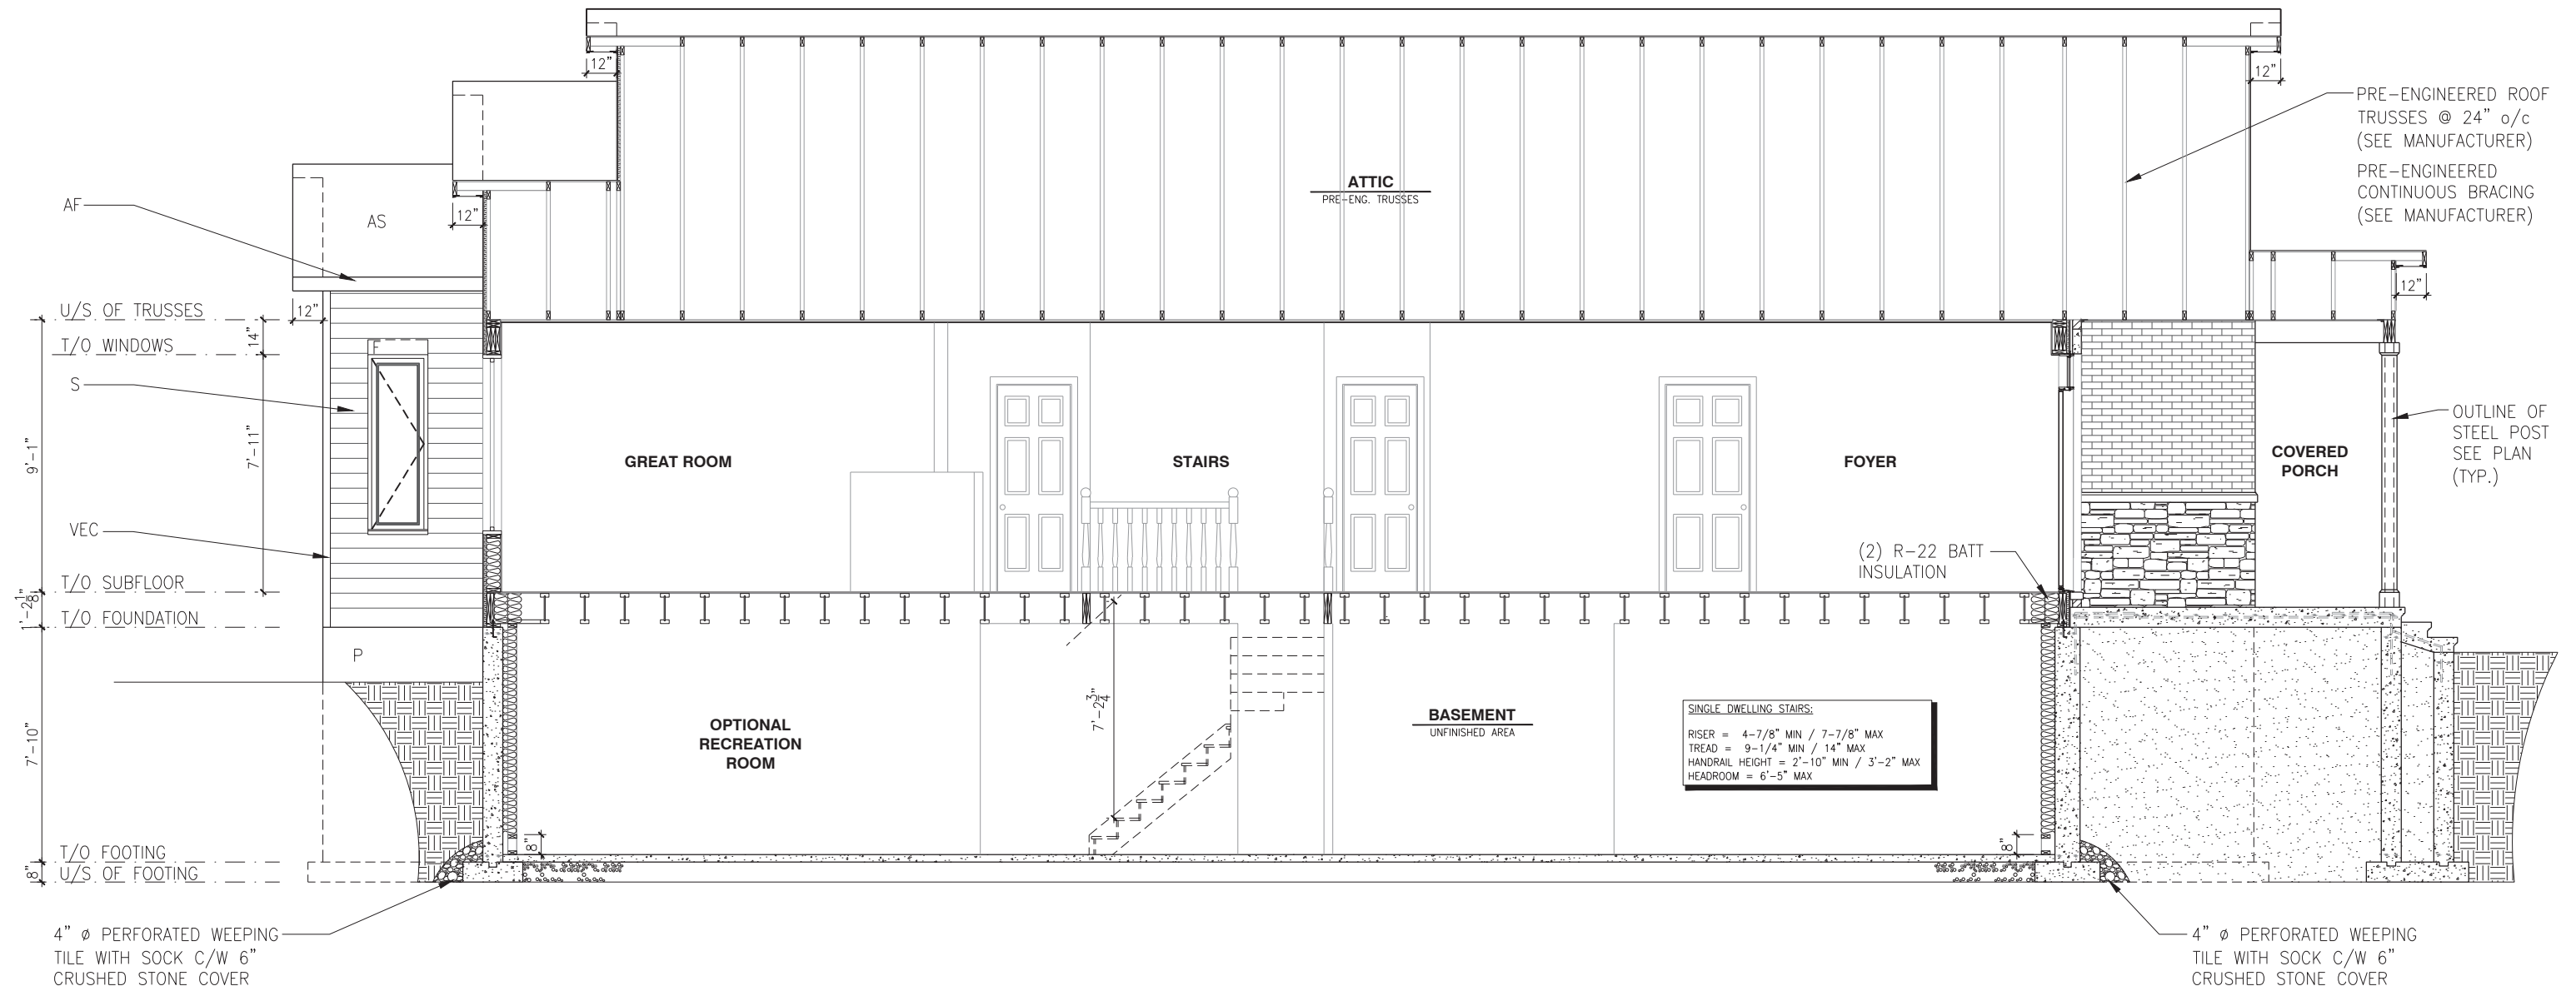 12"
12"
PRE-ENGINEERED ROOF
TRUSSES @ 24" o/c
(SEE MANUFACTURER)
PRE-ENGINEERED
CONTINUOUS BRACING
(SEE MANUFACTURER)
ATTIC
PRE-ENG. TRUSSES
AF
AS
12"
12"
12"
U/S OF TRUSSES
14"
T/O WINDOWS
F
S
7'-11"
9'-1"
GREAT ROOM
STAIRS
FOYER
COVERED
PORCH
OUTLINE OF
STEEL POST
SEE PLAN
(TYP.)
VEC
(2) R-22 BATT
INSULATION
T/O SUBFLOOR
1'-2 1/8"
T/O FOUNDATION
P
7'-10"
7'-2 3/4"
OPTIONAL
RECREATION
ROOM
BASEMENT
UNFINISHED AREA
SINGLE DWELLING STAIRS:
RISER = 4-7/8" MIN / 7-7/8" MAX
TREAD = 9-1/4" MIN / 14" MAX
HANDRAIL HEIGHT = 2'-10" MIN / 3'-2" MAX
HEADROOM = 6'-5" MAX
8"
8"
T/O FOOTING
8"
U/S OF FOOTING
4" ø PERFORATED WEEPING
TILE WITH SOCK C/W 6"
CRUSHED STONE COVER
4" ø PERFORATED WEEPING
TILE WITH SOCK C/W 6"
CRUSHED STONE COVER